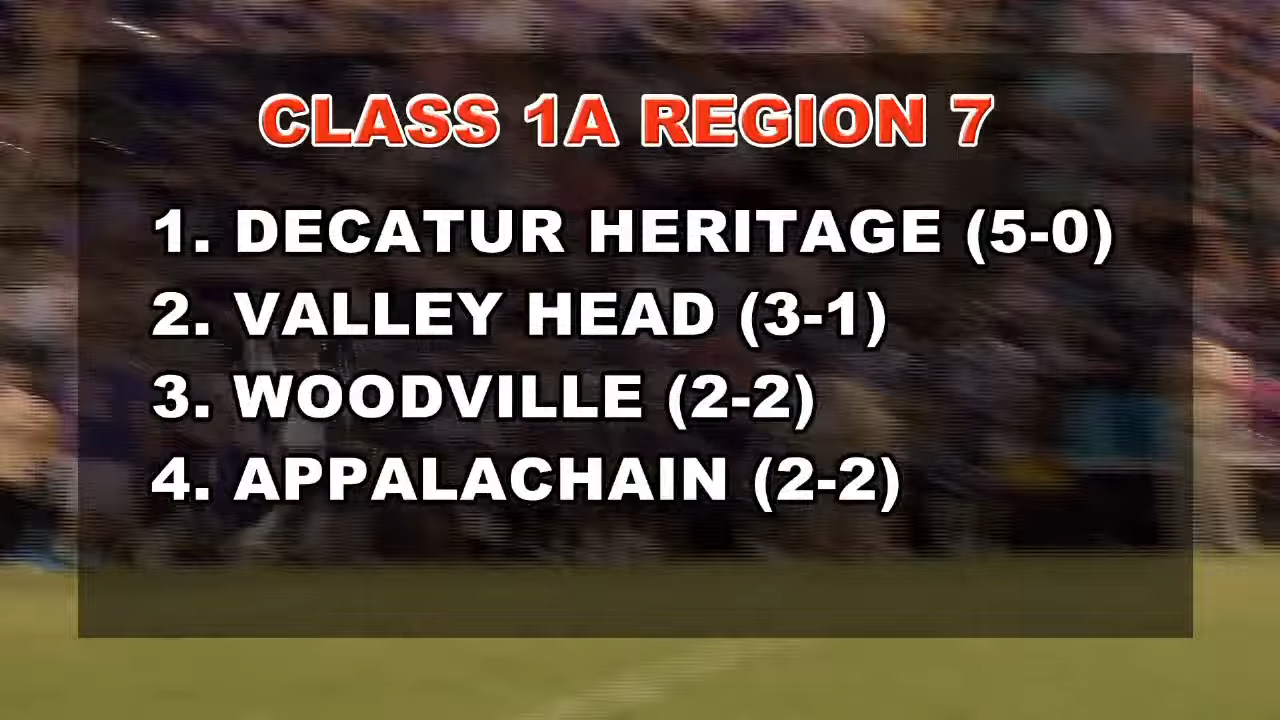 CLASS 1A REGION 7
1. DECATUR HERITAGE (5-0)
2. VALLEY HEAD (3-1)
3. WOODVILLE (2-2)
4. APPALACHAIN (2-2)